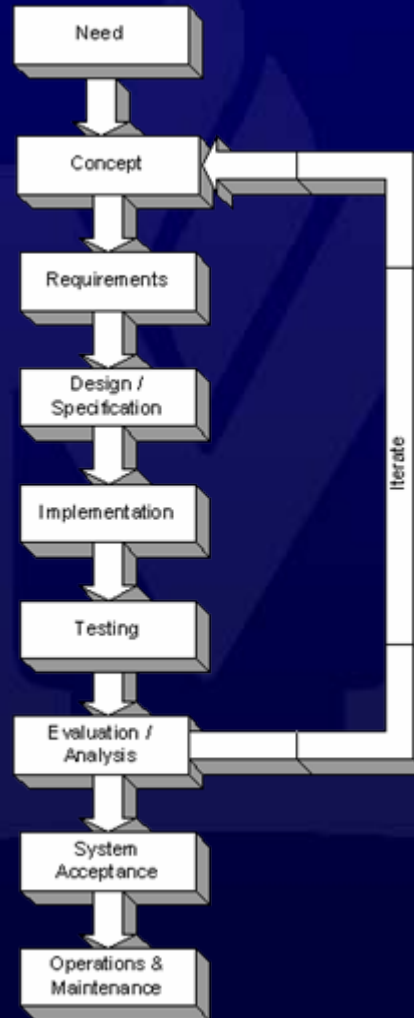 Need
Concept
Requirements
Design /
Specification
Implementation
Testing
Evaluation /
Analysis
System
Acceptance
Operations &
Maintenance
Iterate